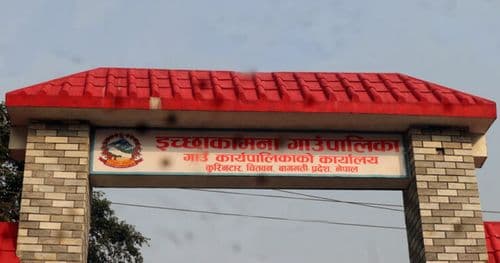 इच्छाकामना गाउँपालिका
गाउँ कार्यपालिकाको कार्यालय
कुरिनटार, चितवन, बागमती प्रदेश, नेपाल